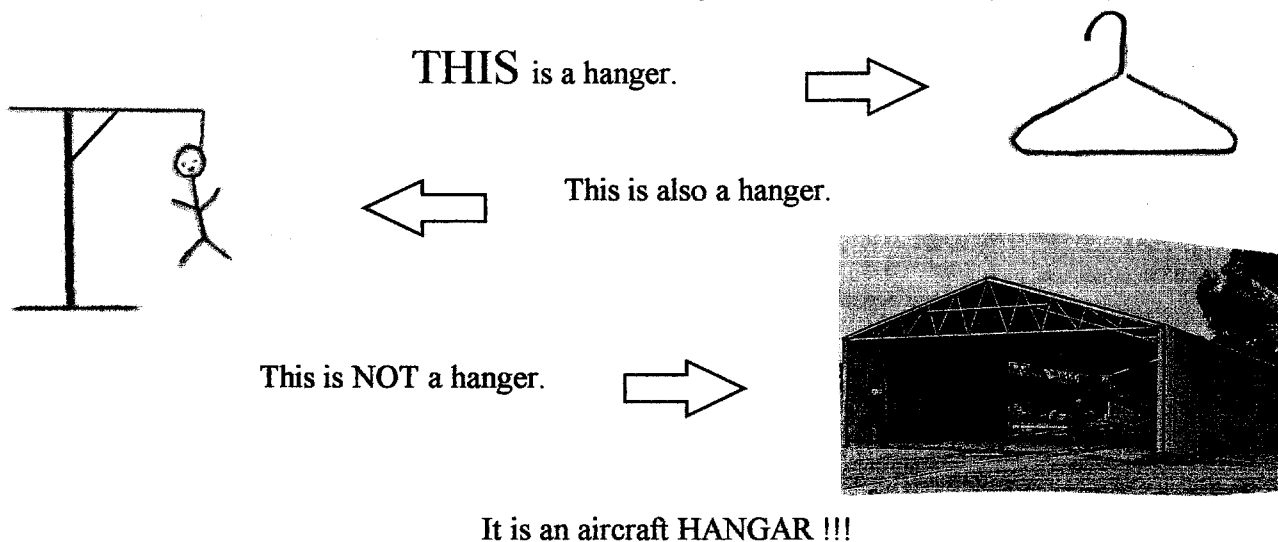 THIS is a hanger.
This is also a hanger.
This is NOT a hanger.
It is an aircraft HANGAR !!!